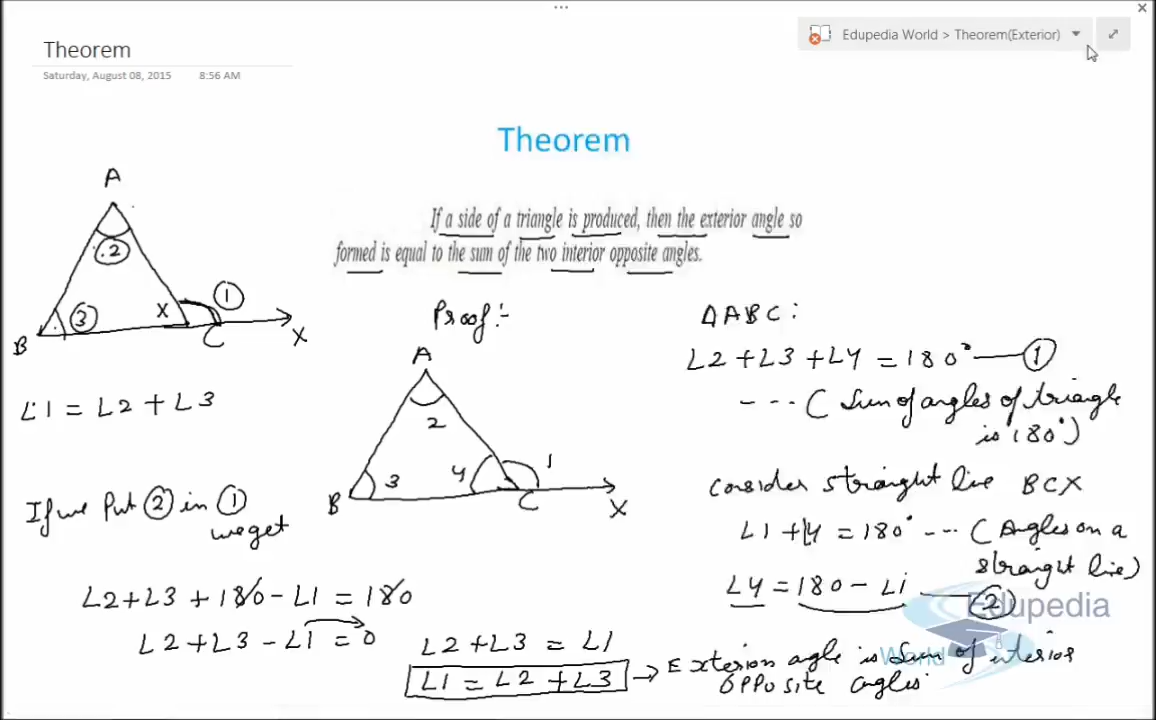 Edupedia World > Theorem(Exterior)
Theorem
Saturday, August 08, 2015 8:56 AM
Theorem
If a side of a triangle is produced, then the exterior angle so
formed is equal to the sum of the two interior opposite angles.
A
2
3
X
1
B
C
X
∠1 = ∠2 + ∠3
Proof :-
A
2
3
4
1
B
C
X
ΔABC :
∠2 + ∠3 + ∠4 = 180° — 1
---- ( Sum of angles of triangle
is 180°)
Consider straight line BCX
∠1 + ∠4 = 180° --- ( Angles on a
straight line)
∠4 = 180 - ∠1 — 2
If we Put 2 in 1
we get
∠2 + ∠3 + 180 - ∠1 = 180
∠2 + ∠3 - ∠1 = 0
∠2 + ∠3 = ∠1
∠1 = ∠2 + ∠3 → Exterion agle is Sum of interior
opposite angles.
Edupedia
World